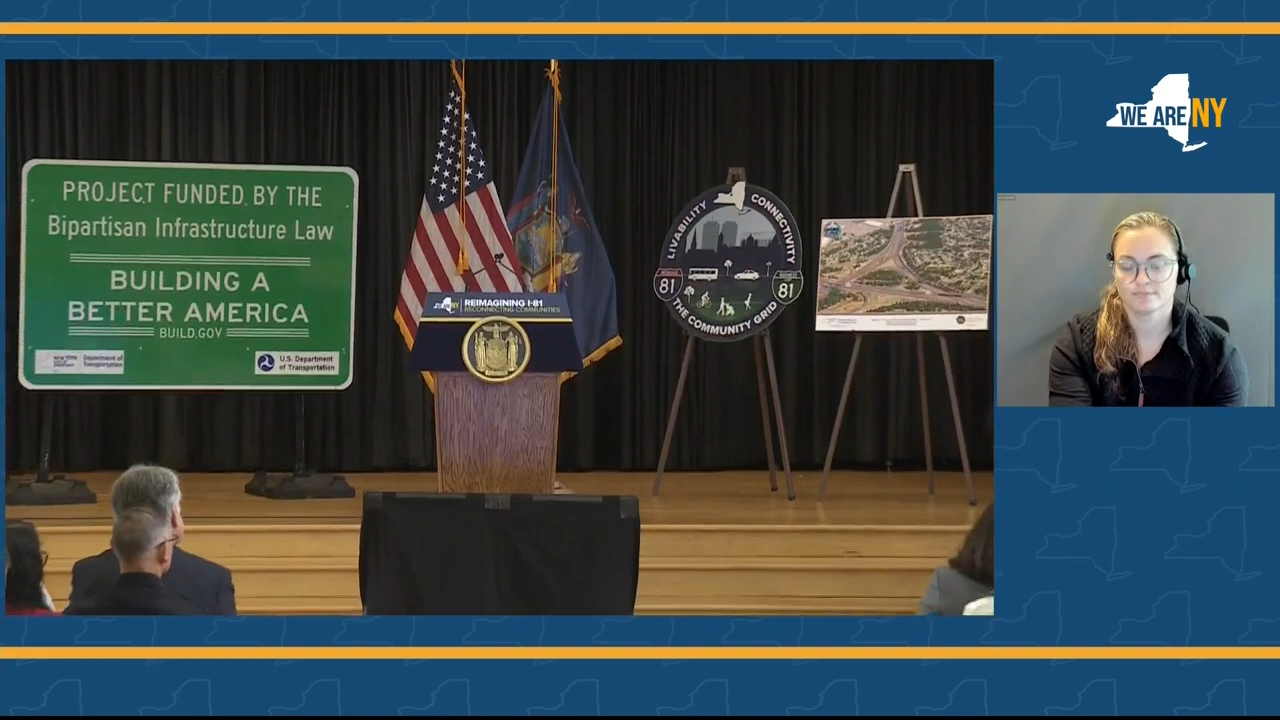 WE ARE NY
PROJECT FUNDED BY THE
Bipartisan Infrastructure Law
BUILDING A
BETTER AMERICA
BUILD.GOV
Department of
Transportation
U.S. Department
of Transportation
REIMAGINING I-81
RECONNECTING COMMUNITIES
LIVABILITY CONNECTIVITY
81
81
THE COMMUNITY GRID